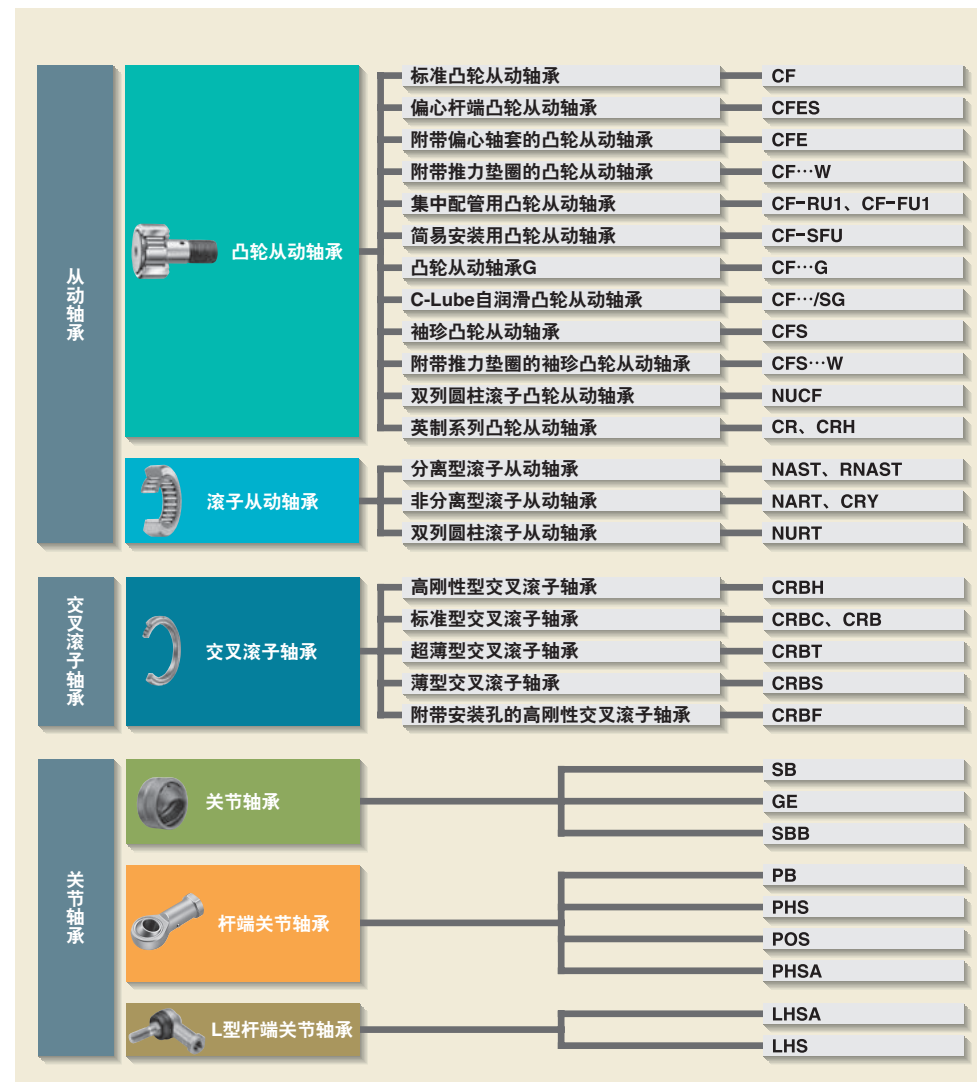 从动轴承
凸轮从动轴承
标准凸轮从动轴承 CF
偏心杆端凸轮从动轴承 CFES
附带偏心轴套的凸轮从动轴承 CFE
附带推力垫圈的凸轮从动轴承 CF…W
集中配管用凸轮从动轴承 CF-RU1、CF-FU1
简易安装用凸轮从动轴承 CF-SFU
凸轮从动轴承G CF…G
C-Lube自润滑凸轮从动轴承 CF…/SG
袖珍凸轮从动轴承 CFS
附带推力垫圈的袖珍凸轮从动轴承 CFS…W
双列圆柱滚子凸轮从动轴承 NUCF
英制系列凸轮从动轴承 CR、CRH
滚子从动轴承
分离型滚子从动轴承 NAST、RNAST
非分离型滚子从动轴承 NART、CRY
双列圆柱滚子从动轴承 NURT
交叉滚子轴承
交叉滚子轴承
高刚性型交叉滚子轴承 CRBH
标准型交叉滚子轴承 CRBC、CRB
超薄型交叉滚子轴承 CRBT
薄型交叉滚子轴承 CRBS
附带安装孔的高刚性交叉滚子轴承 CRBF
关节轴承
关节轴承
SB
GE
SBB
杆端关节轴承
PB
PHS
POS
PHSA
L型杆端关节轴承
LHSA
LHS